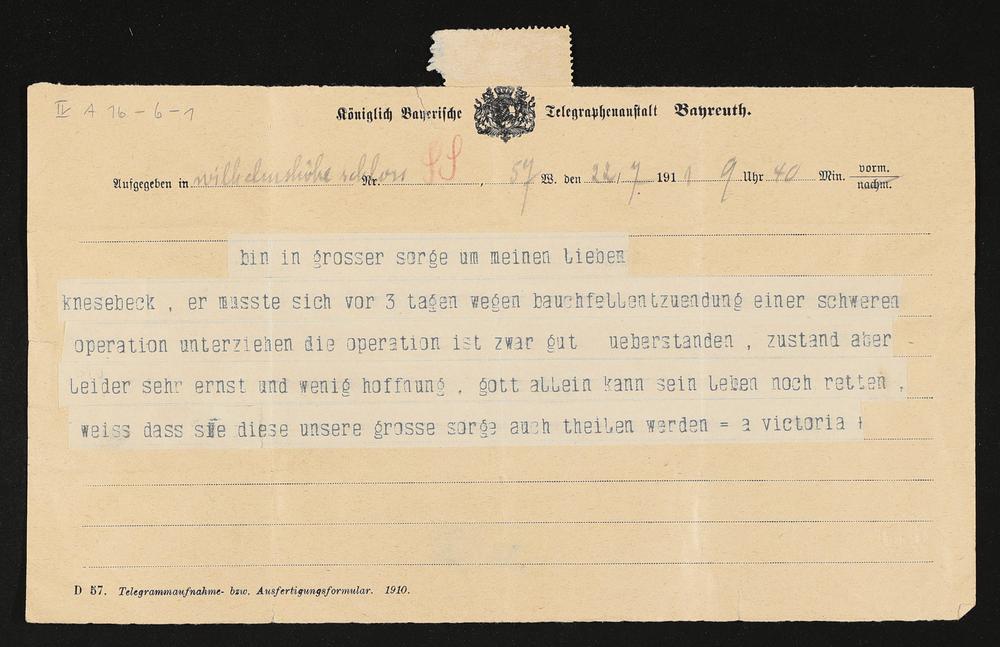 IV A 16-6-1
Königlich Bayerische Telegraphenanstalt Bayreuth.
Aufgegeben in wilhelmshöhe schloss Nr. SS, 57 W. den 22/7 1911 9 Uhr 40 Min. vorm. nachm.
bin in grosser sorge um meinen lieben
knesebeck , er musste sich vor 3 tagen wegen bauchfellentzuendung einer schweren
operation unterziehen die operation ist zwar gut ueberstanden , zustand aber
leider sehr ernst und wenig hoffnung , gott allein kann sein leben noch retten ,
weiss dass sie diese unsere grosse sorge auch theilen werden = a victoria +
D 57. Telegrammaufnahme- bzw. Ausfertigungsformular. 1910.